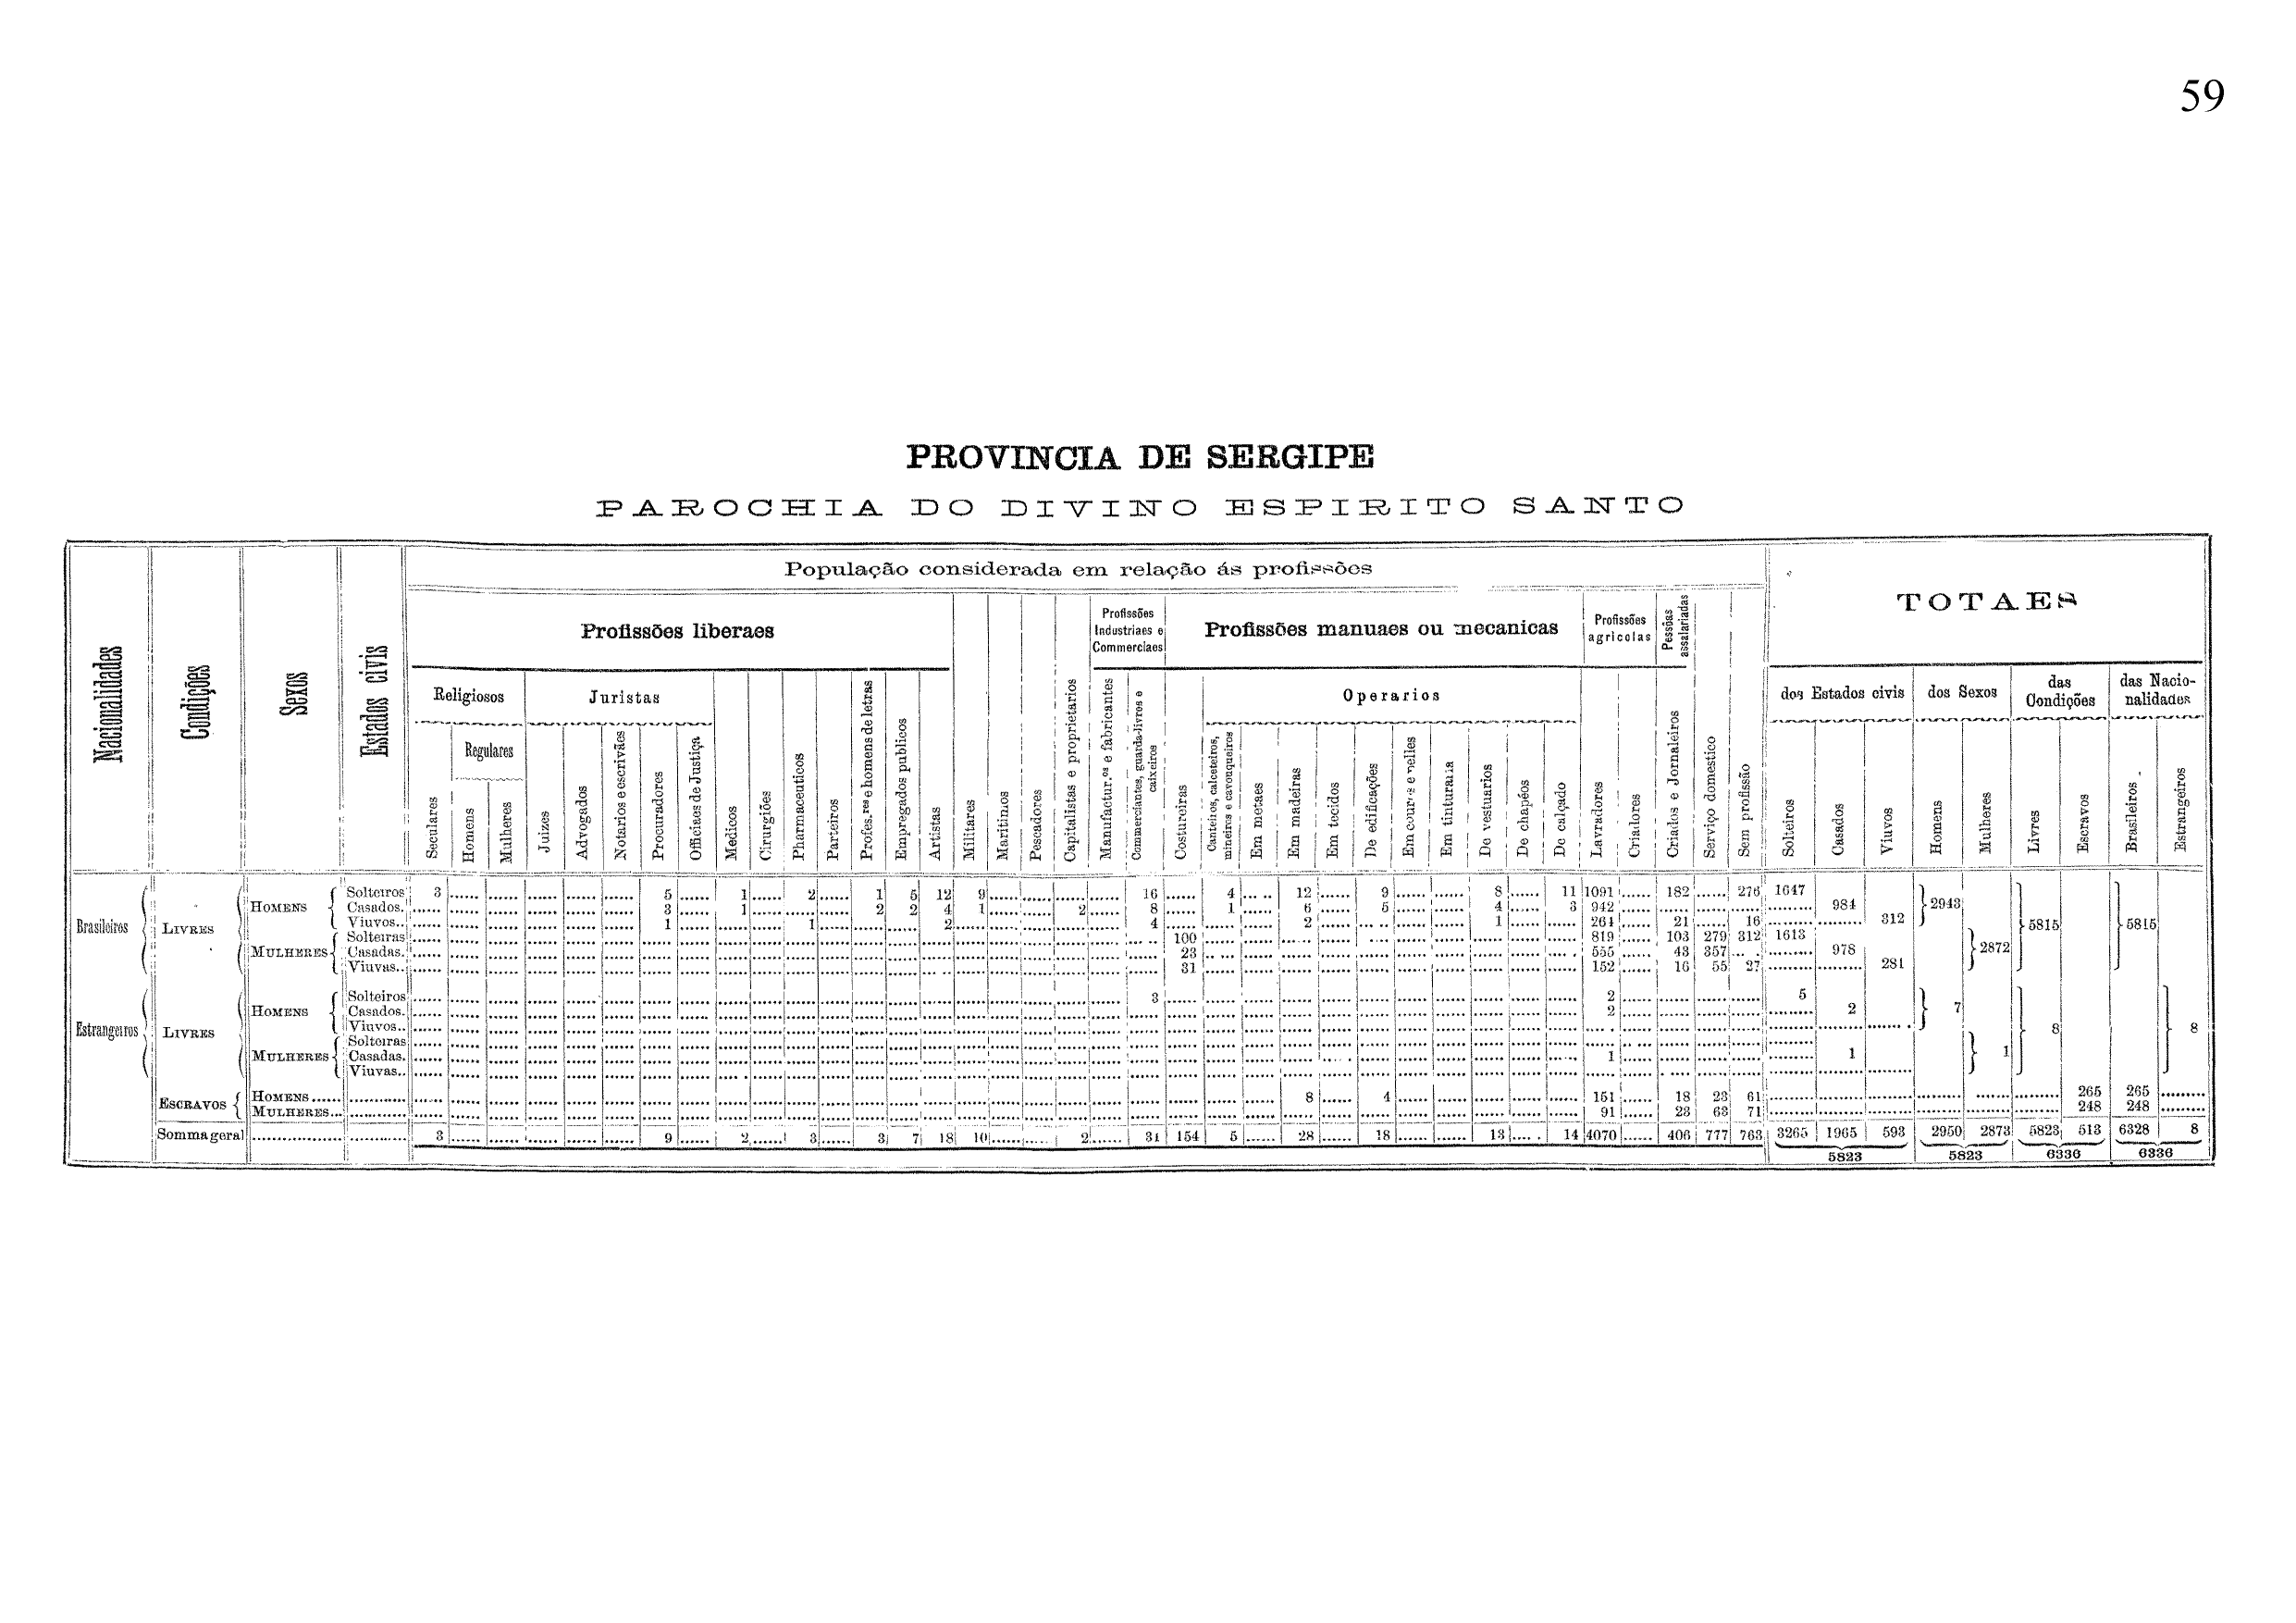 59
PROVINCIA DE SERGIPE
PAROCHIA DO DIVINO ESPIRITO SANTO
Nacionalidades
Condições
Sexos
Estados civis
População considerada em relação ás profissões
TOTAES
Profissões liberaes
Profissões Industriaes e Commerciaes
Profissões manuaes ou mecanicas
Profissões agricolas
Pessôas assalariadas
Religiosos
Juristas
Operarios
dos Estados civis
dos Sexos
das Condições
das Nacionalidades
Regulares
Seculares
Homens
Mulheres
Juizes
Advogados
Notarios e escrivães
Procuradores
Officiaes de Justiça
Medicos
Cirurgiões
Pharmaceuticos
Parteiros
Profes.res e homens de letras
Empregados publicos
Artistas
Militares
Maritimos
Pescadores
Capitalistas e proprietarios
Manufactur.os e fabricantes
Commerciantes, guarda-livros e caixeiros
Costureiras
Canteiros, calceteiros, mineiros e cavouqueiros
Em metaes
Em madeiras
Em tecidos
De edificações
Em couros e pelles
Em tinturaria
De vestuarios
De chapéos
De calçado
Lavradores
Criadores
Criados e Jornaleiros
Serviço domestico
Sem profissão
Solteiros
Casados
Viuvos
Homens
Mulheres
Livres
Escravos
Brasileiros
Estrangeiros
Brasileiros LIVRES HOMENS Solteiros 3 5 1 2 1 5 12 9 16 4 12 9 8 11 1091 182 276 1647
Casados. 3 1 2 2 4 1 2 8 1 6 5 4 3 942 984 2943
Viuvos.. 1 1 2 4 2 1 261 21 16 312 5815 5815
MULHERES Solteiras 100 819 103 279 312 1613
Casadas. 23 555 43 357 978 2872
Viuvas.. 31 152 16 55 27 281
Estrangeiros LIVRES HOMENS Solteiros 3 2 5
Casados. 2 2 7
Viuvos.. 8 8
MULHERES Solteiras
Casadas. 1 1 1
Viuvas..
ESCRAVOS HOMENS 8 4 151 18 23 61 265 265
MULHERES 91 23 63 71 248 248
Somma geral 3 9 2 3 3 7 18 10 2 31 154 5 28 18 13 14 4070 406 777 763 3265 1965 593 2950 2873 5823 513 6328 8
5823 5823 6336 6336